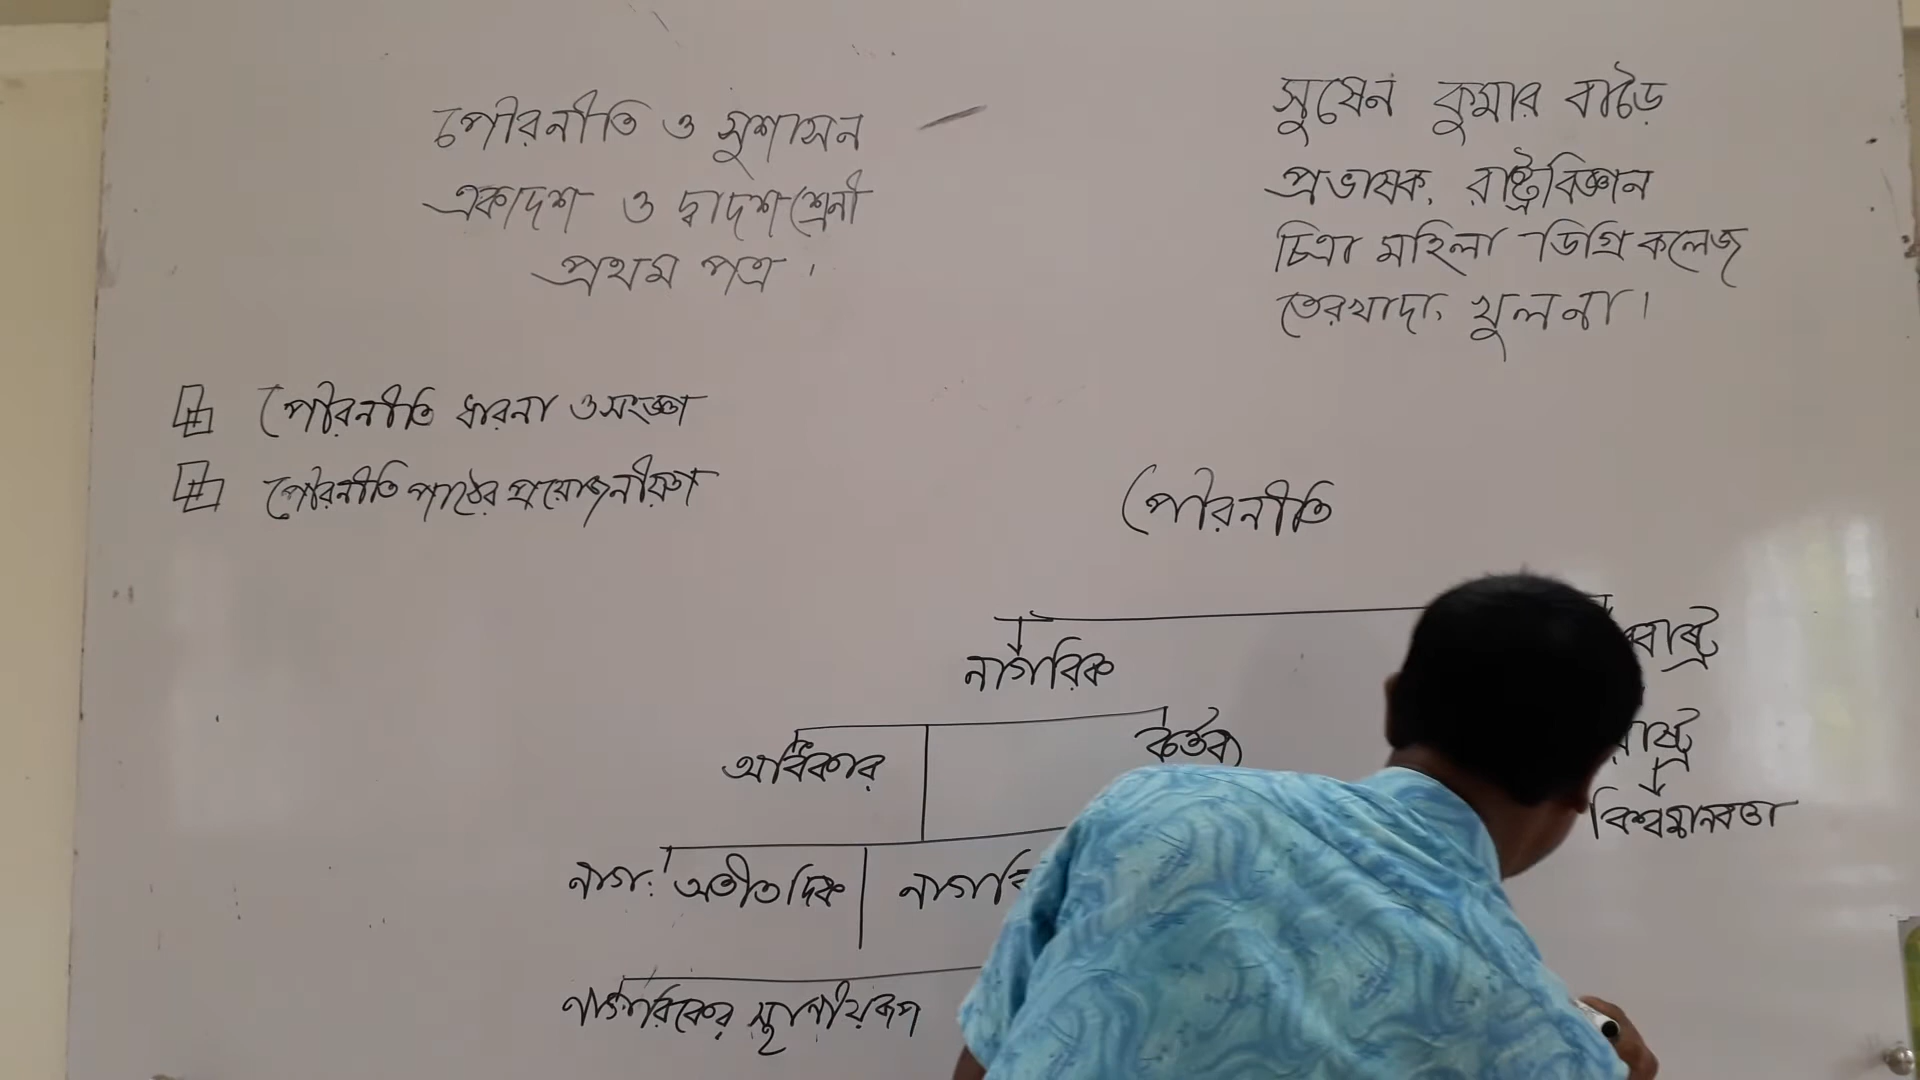 পৌরনীতি ও সুশাসন
একাদশ ও দ্বাদশ শ্রেনী
প্রথম পত্র।
সুষেন কুমার বাড়ৈ
প্রভাষক, রাষ্ট্রবিজ্ঞান
চিত্রা মহিলা ডিগ্রি কলেজ
তেরখাদা, খুলনা।
পৌরনীতি ধারনা ও সংজ্ঞা
পৌরনীতি পাঠের প্রয়োজনীয়তা
পৌরনীতি
নাগরিক
অধিকার
কর্তব্য
রাষ্ট্র
বিশ্বমানবতা
নাগ: অতীত দিক
নাগরি
নাগরিকের স্থানীয়রূপ